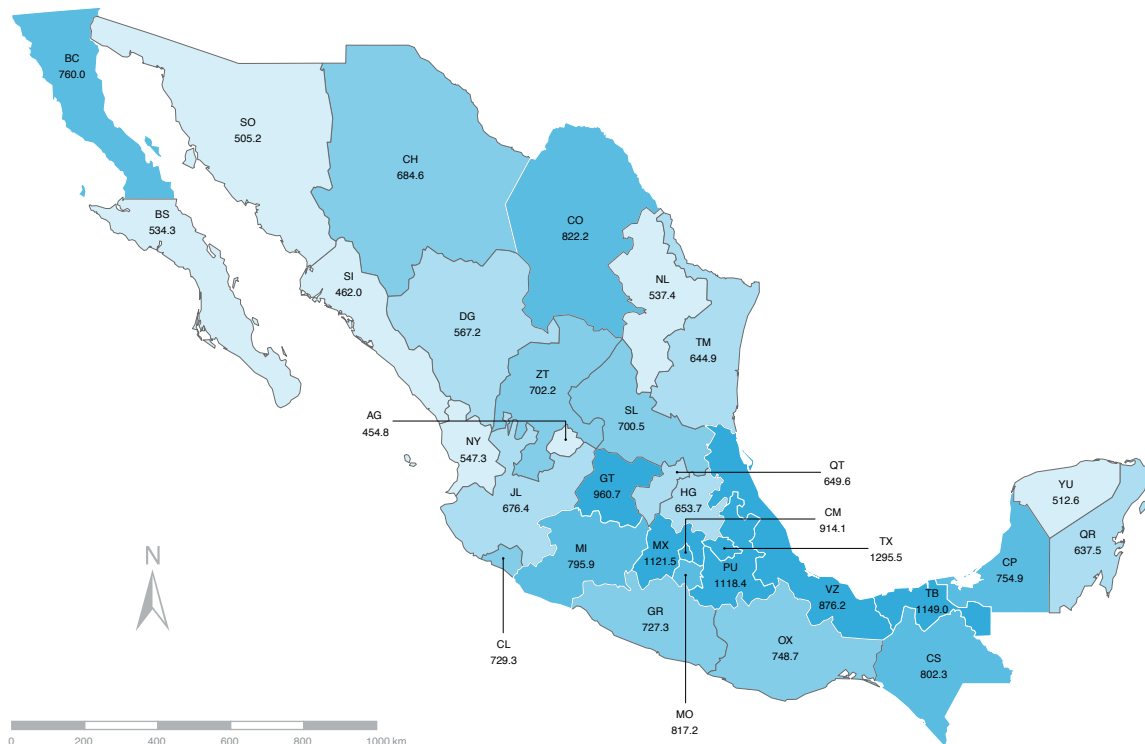 BC
760.0
SO
505.2
CH
684.6
BS
534.3
CO
822.2
SI
462.0
NL
537.4
DG
567.2
TM
644.9
ZT
702.2
SL
700.5
AG
454.8
NY
547.3
QT
649.6
GT
960.7
HG
653.7
JL
676.4
YU
512.6
CM
914.1
QR
637.5
MI
795.9
MX
1121.5
TX
1295.5
PU
1118.4
CP
754.9
VZ
876.2
TB
1149.0
N
GR
727.3
CL
729.3
OX
748.7
CS
802.3
MO
817.2
0 200 400 600 800 1000 km